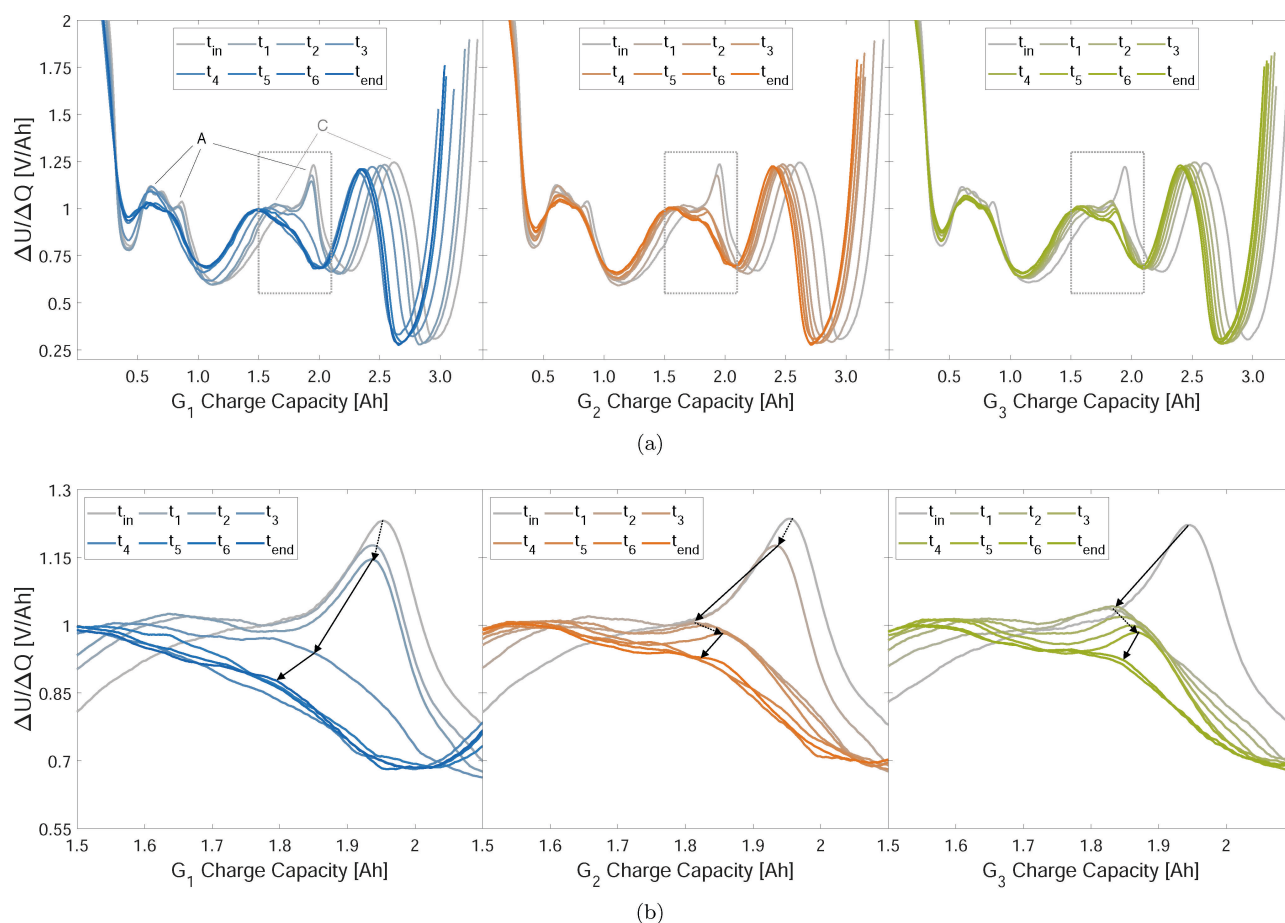 2
1.75
1.5
1.25
1
0.75
0.5
0.25
ΔU/ΔQ [V/Ah]
t_in t_1 t_2 t_3
t_4 t_5 t_6 t_end
A
C
0.5 1.0 1.5 2.0 2.5 3.0
G_1 Charge Capacity [Ah]
t_in t_1 t_2 t_3
t_4 t_5 t_6 t_end
0.5 1.0 1.5 2.0 2.5 3.0
G_2 Charge Capacity [Ah]
t_in t_1 t_2 t_3
t_4 t_5 t_6 t_end
0.5 1.0 1.5 2.0 2.5 3.0
G_3 Charge Capacity [Ah]
(a)
1.3
1.15
1
0.85
0.7
0.55
ΔU/ΔQ [V/Ah]
t_in t_1 t_2 t_3
t_4 t_5 t_6 t_end
1.5 1.6 1.7 1.8 1.9 2 1.5
G_1 Charge Capacity [Ah]
t_in t_1 t_2 t_3
t_4 t_5 t_6 t_end
1.6 1.7 1.8 1.9 2 1.5
G_2 Charge Capacity [Ah]
t_in t_1 t_2 t_3
t_4 t_5 t_6 t_end
1.6 1.7 1.8 1.9 2
G_3 Charge Capacity [Ah]
(b)